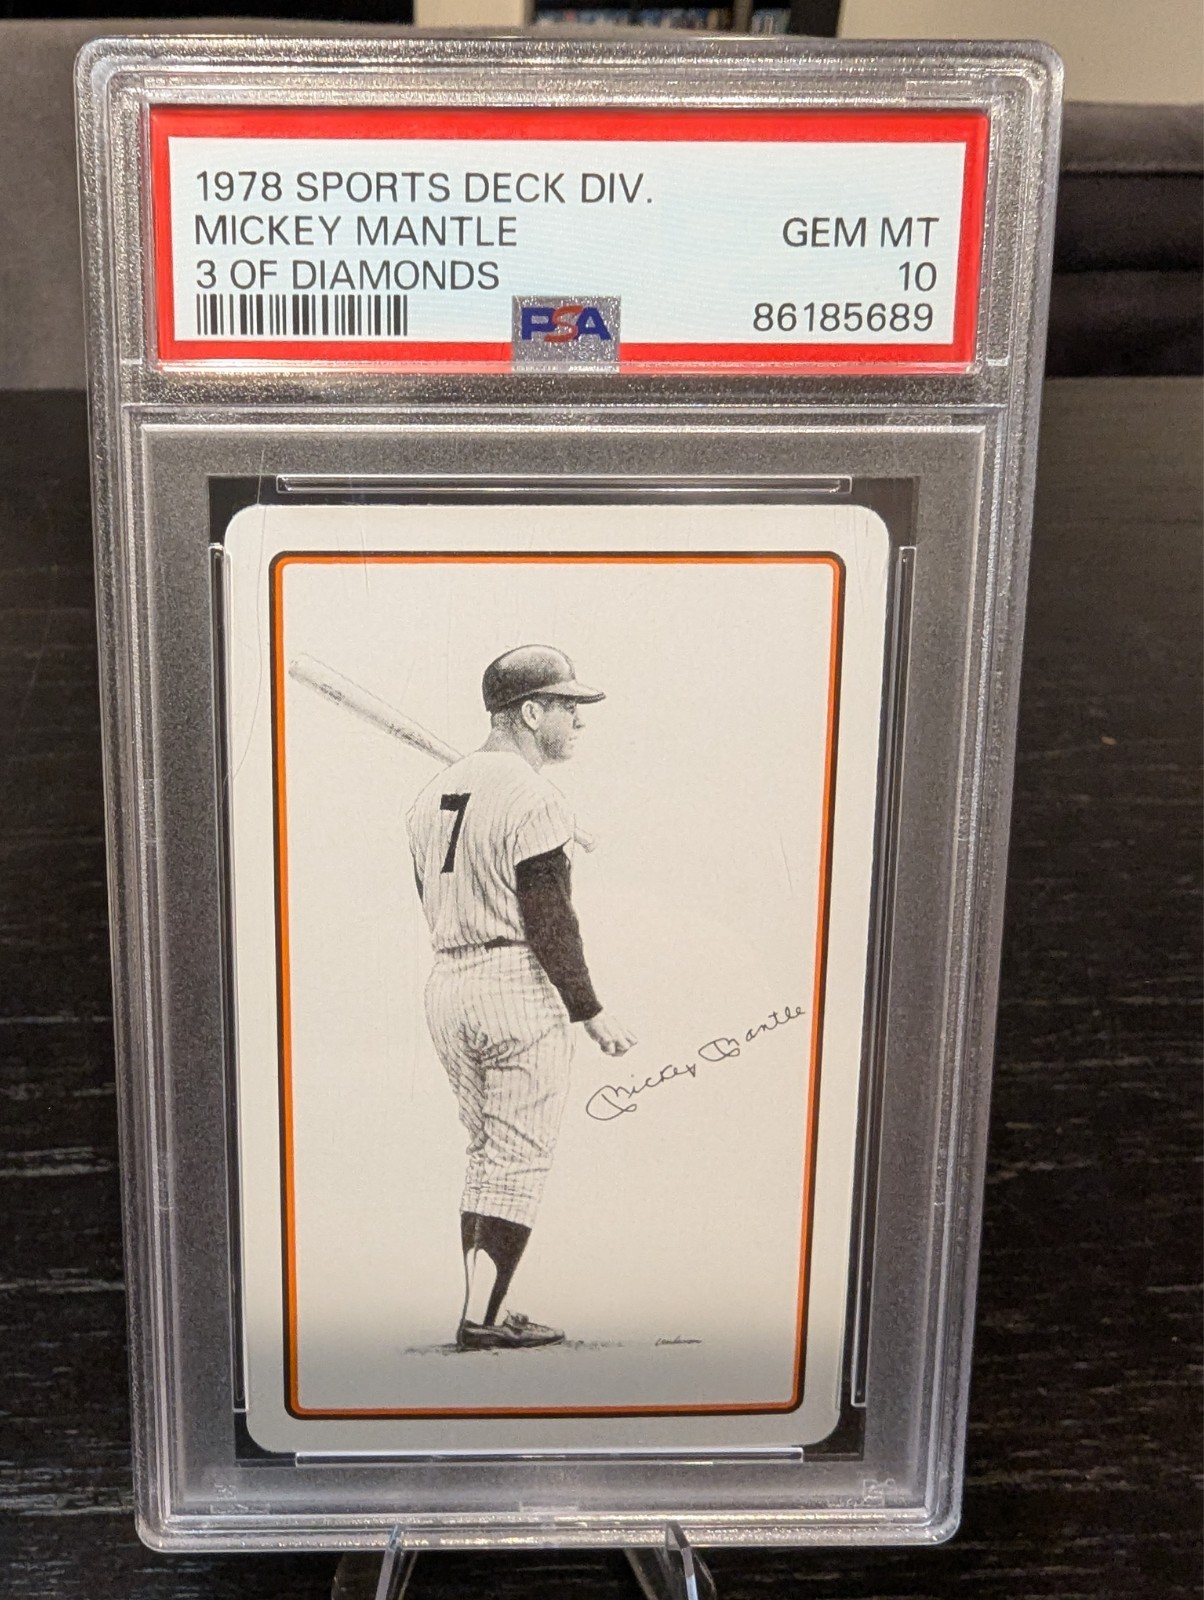 1978 SPORTS DECK DIV.
MICKEY MANTLE GEM MT
3 OF DIAMONDS 10
PSA 86185689
7
Mickey Mantle